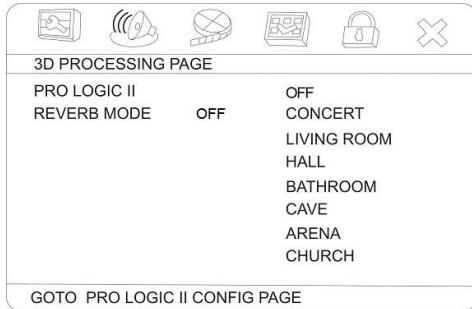 3D PROCESSING PAGE
PRO LOGIC II
REVERB MODE OFF
OFF
CONCERT
LIVING ROOM
HALL
BATHROOM
CAVE
ARENA
CHURCH
GOTO PRO LOGIC II CONFIG PAGE